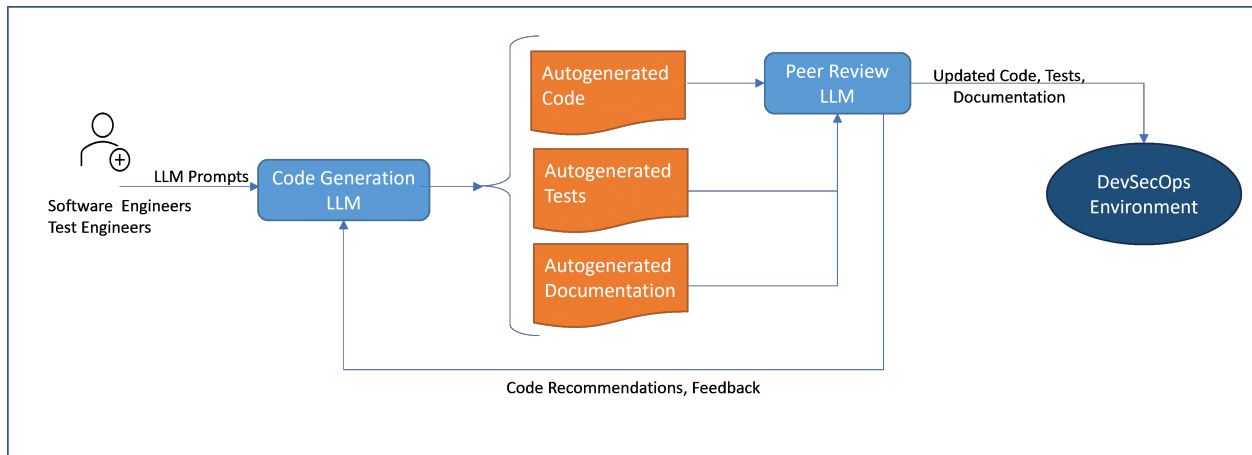 LLM Prompts
Software Engineers
Test Engineers
Code Generation
LLM
Autogenerated
Code
Autogenerated
Tests
Autogenerated
Documentation
Peer Review
LLM
Updated Code, Tests,
Documentation
DevSecOps
Environment
Code Recommendations, Feedback